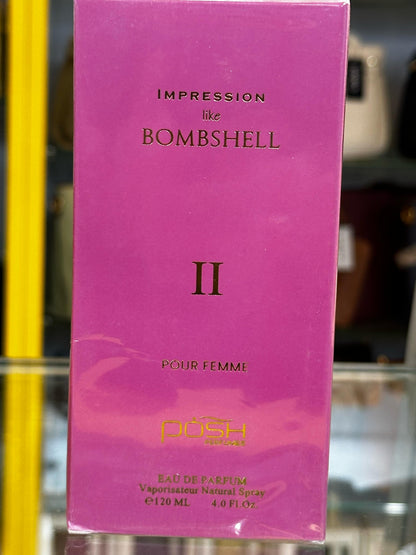 IMPRESSION
like
BOMBSHELL
II
POUR FEMME
POSH
EAU DE PARFUM
Vaporisateur Natural Spray
℮120 ML 4.0 Fl.Oz.